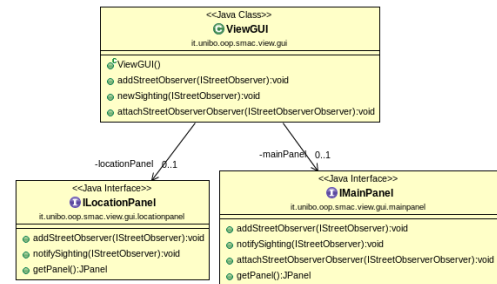 <<Java Class>>
ViewGUI
it.unibo.oop.smac.view.gui
ViewGUI()
addStreetObserver(IStreetObserver):void
newSighting(IStreetObserver):void
attachStreetObserverObserver(IStreetObserverObserver):void
-locationPanel 0..1
-mainPanel 0..1
<<Java Interface>>
ILocationPanel
it.unibo.oop.smac.view.gui.locationpanel
addStreetObserver(IStreetObserver):void
notifySighting(IStreetObserver):void
getPanel():JPanel
<<Java Interface>>
IMainPanel
it.unibo.oop.smac.view.gui.mainpanel
addStreetObserver(IStreetObserver):void
notifySighting(IStreetObserver):void
attachStreetObserverObserver(IStreetObserverObserver):void
getPanel():JPanel